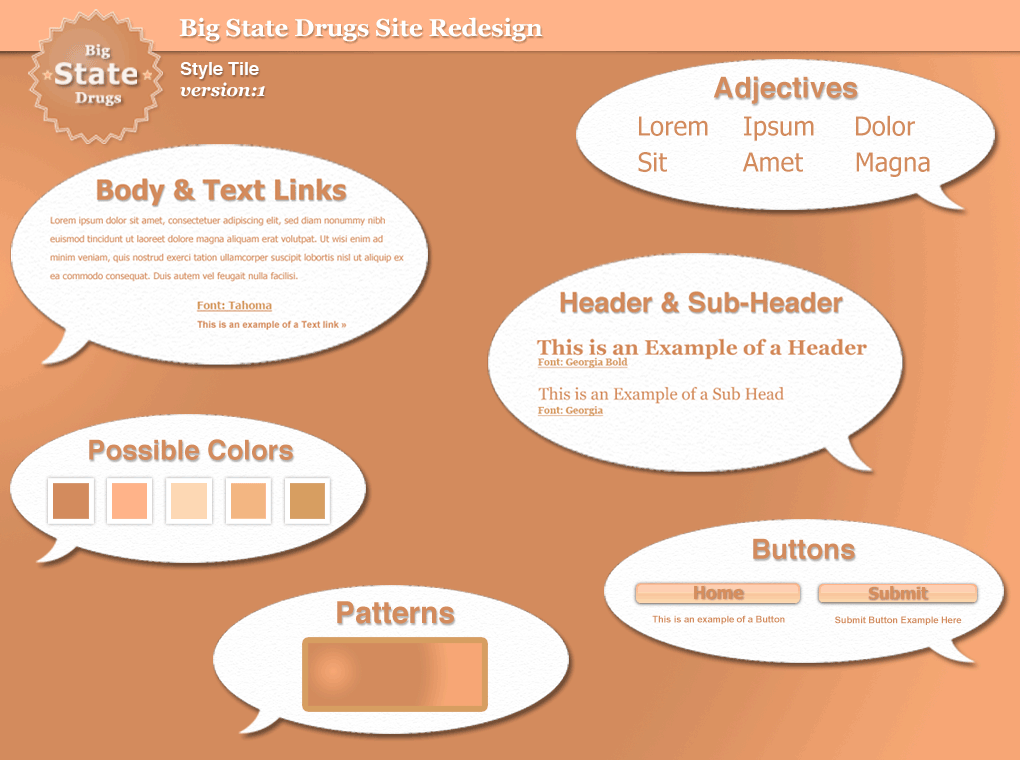 Big State Drugs Site Redesign
Big
State
Drugs
Style Tile
version:1
Adjectives
Lorem Ipsum Dolor
Sit Amet Magna
Body & Text Links
Lorem ipsum dolor sit amet, consectetuer adipiscing elit, sed diam nonummy nibh
euismod tincidunt ut laoreet dolore magna aliquam erat volutpat. Ut wisi enim ad
minim veniam, quis nostrud exerci tation ullamcorper suscipit lobortis nisl ut aliquip ex
ea commodo consequat. Duis autem vel feugait nulla facilisi.
Font: Tahoma
This is an example of a Text link »
Header & Sub-Header
This is an Example of a Header
Font: Georgia Bold
This is an Example of a Sub Head
Font: Georgia
Possible Colors
Buttons
Home Submit
This is an example of a Button Submit Button Example Here
Patterns